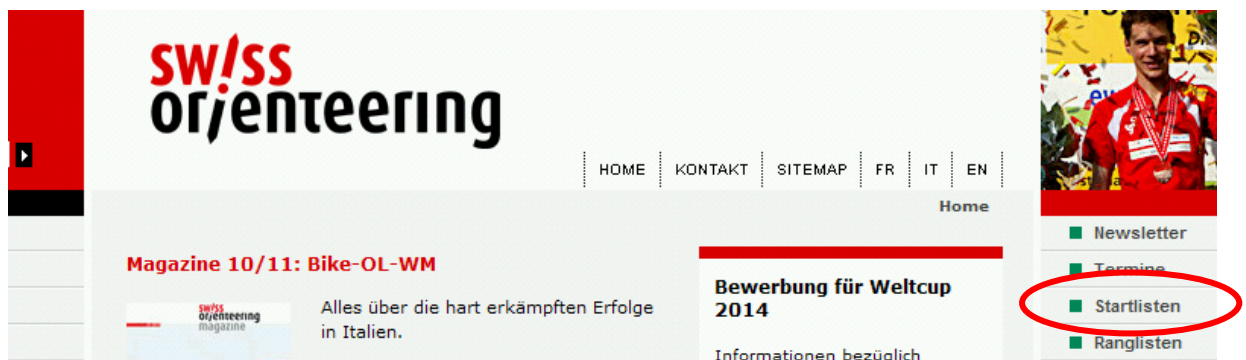 swiss
orienteering
HOME KONTAKT SITEMAP FR IT EN
Home
Magazine 10/11: Bike-OL-WM
swiss
orienteering
magazine
Alles über die hart erkämpften Erfolge
in Italien.
Bewerbung für Weltcup
2014
Informationen bezüglich
Newsletter
Termine
Startlisten
Ranglisten